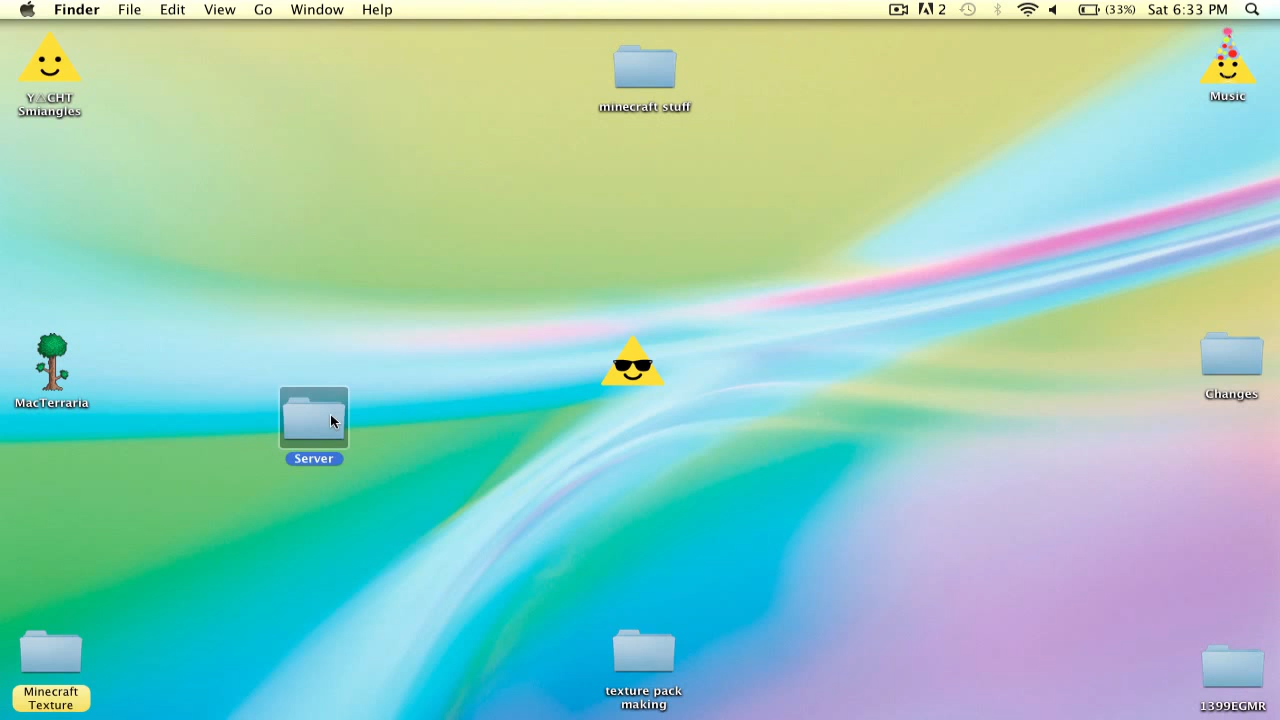 Finder File Edit View Go Window Help 2 (33%) Sat 6:33 PM
Y△CHT
Smiangles
minecraft stuff
Music
MacTerraria
Changes
Server
Minecraft
Texture
texture pack
making
1399EGMR